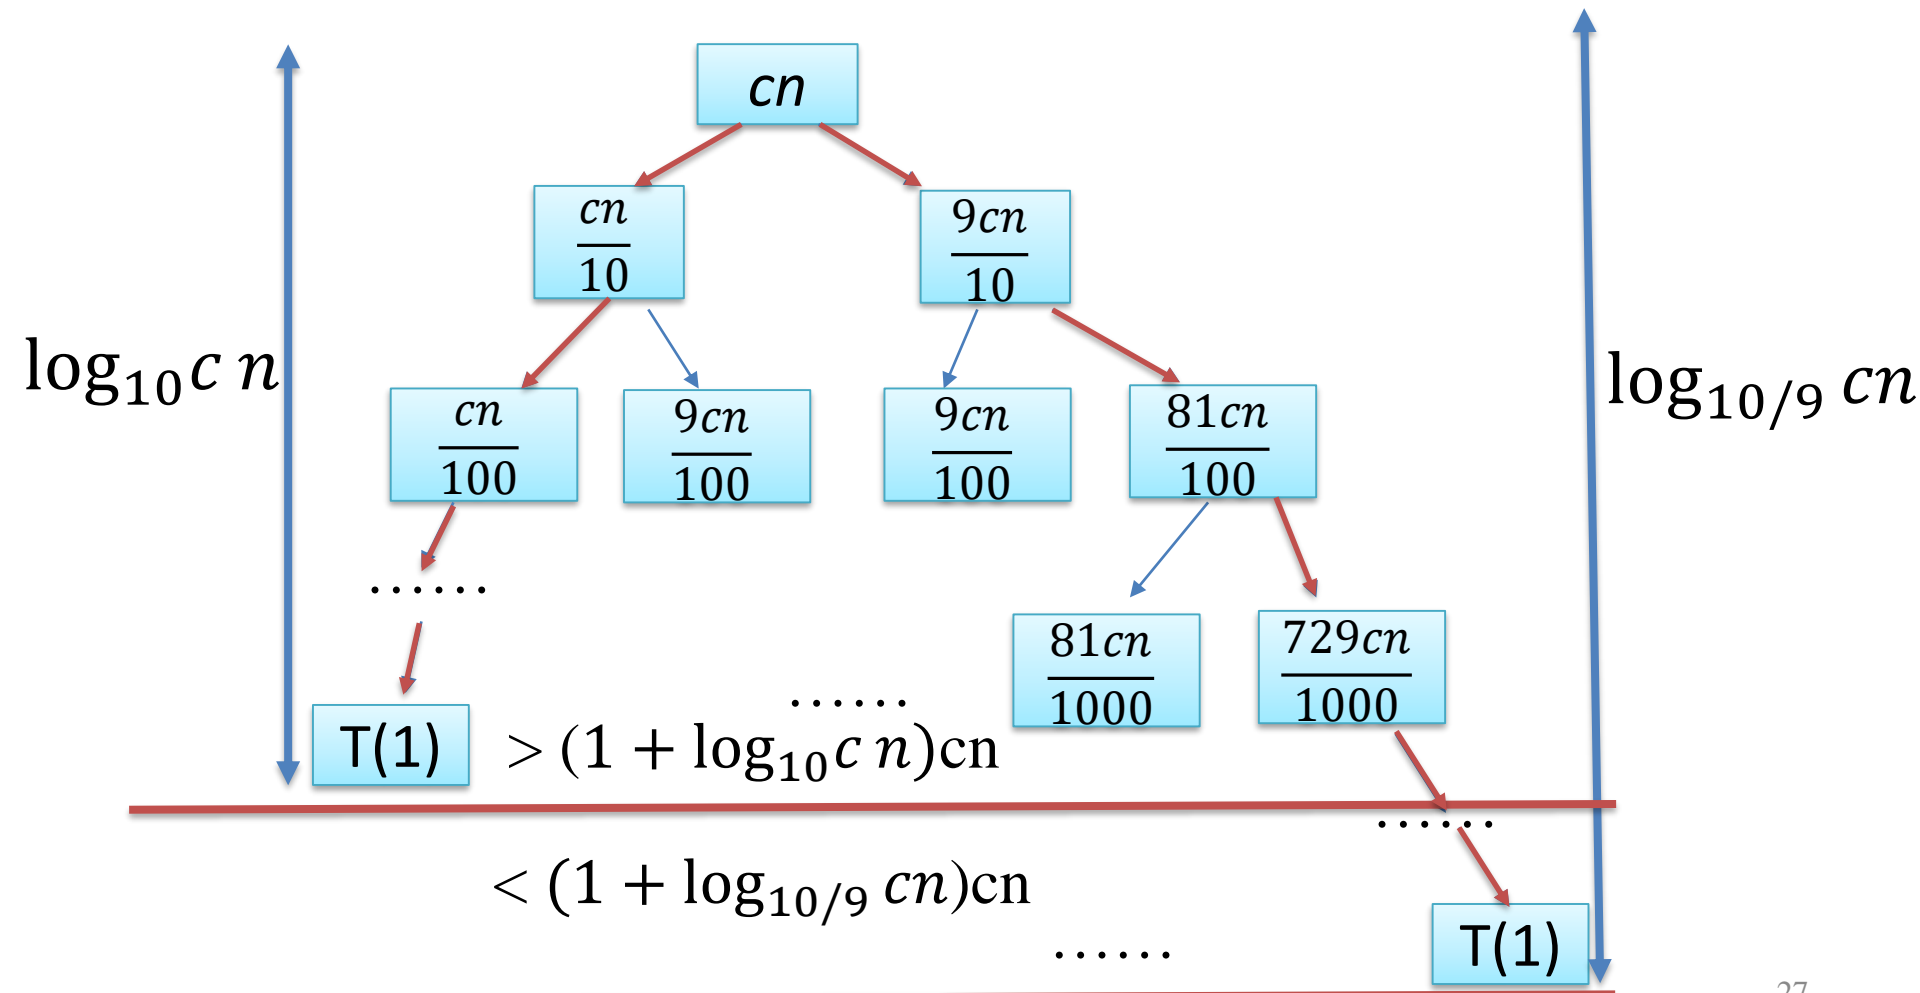 cn
cn/10
9cn/10
log₁₀c n
log₁₀/₉ cn
cn/100
9cn/100
9cn/100
81cn/100
......
81cn/1000
729cn/1000
......
T(1)
> (1 + log₁₀c n)cn
......
< (1 + log₁₀/₉ cn)cn
......
T(1)
27